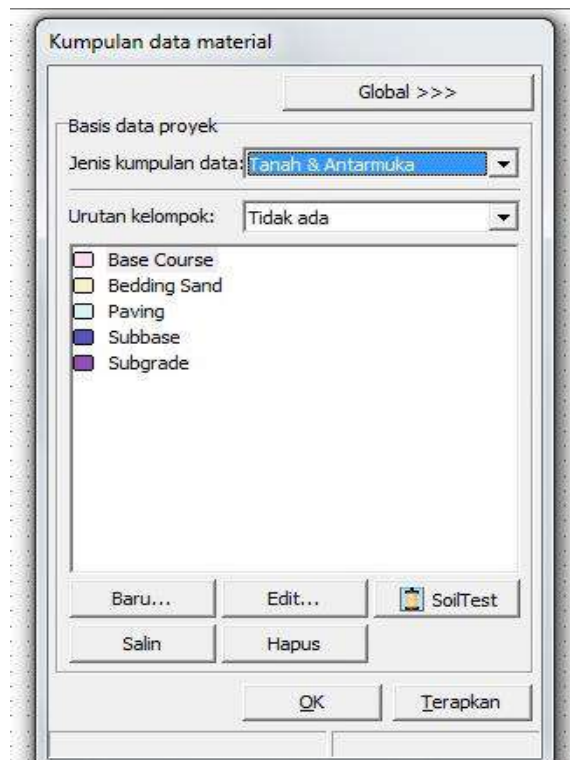 Kumpulan data material
Global >>>
Basis data proyek
Jenis kumpulan data: Tanah & Antarmuka
Urutan kelompok: Tidak ada
Base Course
Bedding Sand
Paving
Subbase
Subgrade
Baru... Edit... SoilTest
Salin Hapus
OK Terapkan